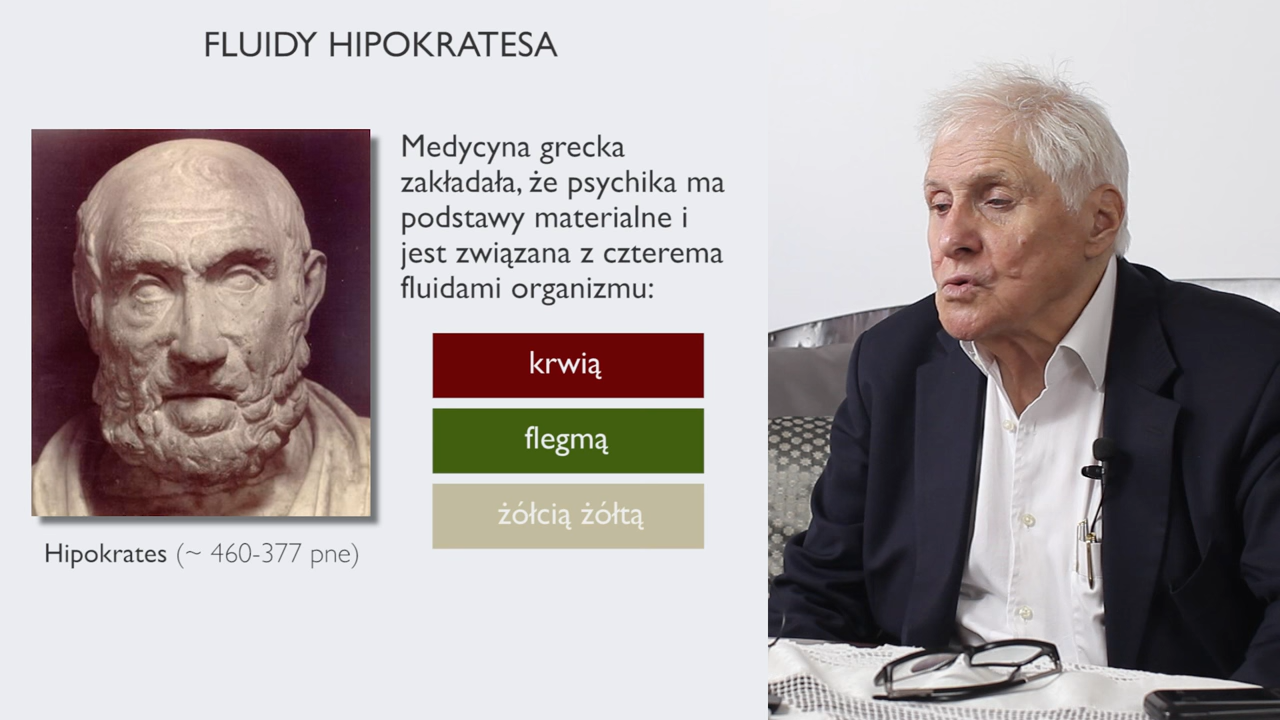 FLUIDY HIPOKRATESA
Medycyna grecka
zakładała, że psychika ma
podstawy materialne i
jest związana z czterema
fluidami organizmu:
krwią
flegmą
żółcią żółtą
Hipokrates (~ 460-377 pne)